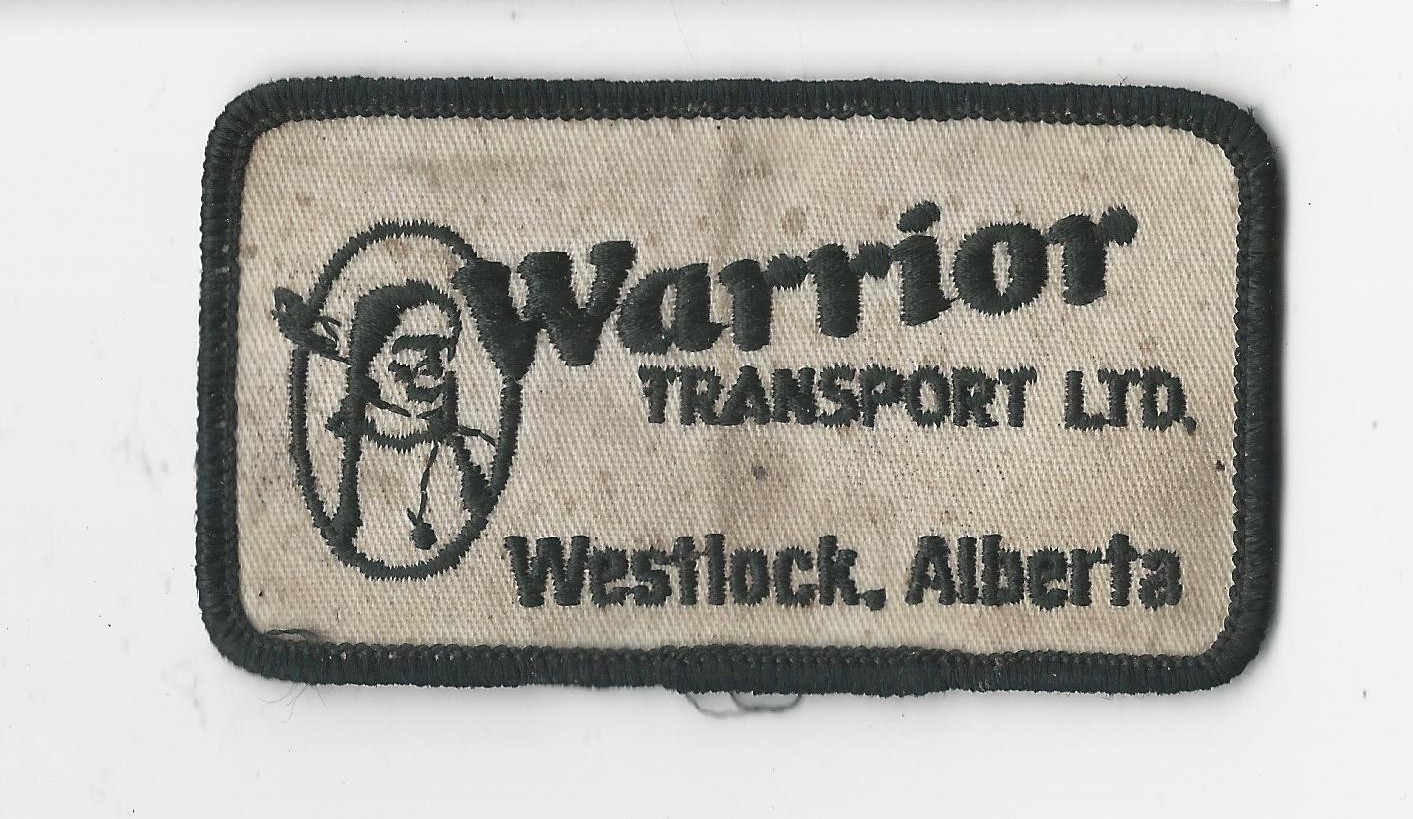 Warrior
TRANSPORT LTD.
Westlock, Alberta